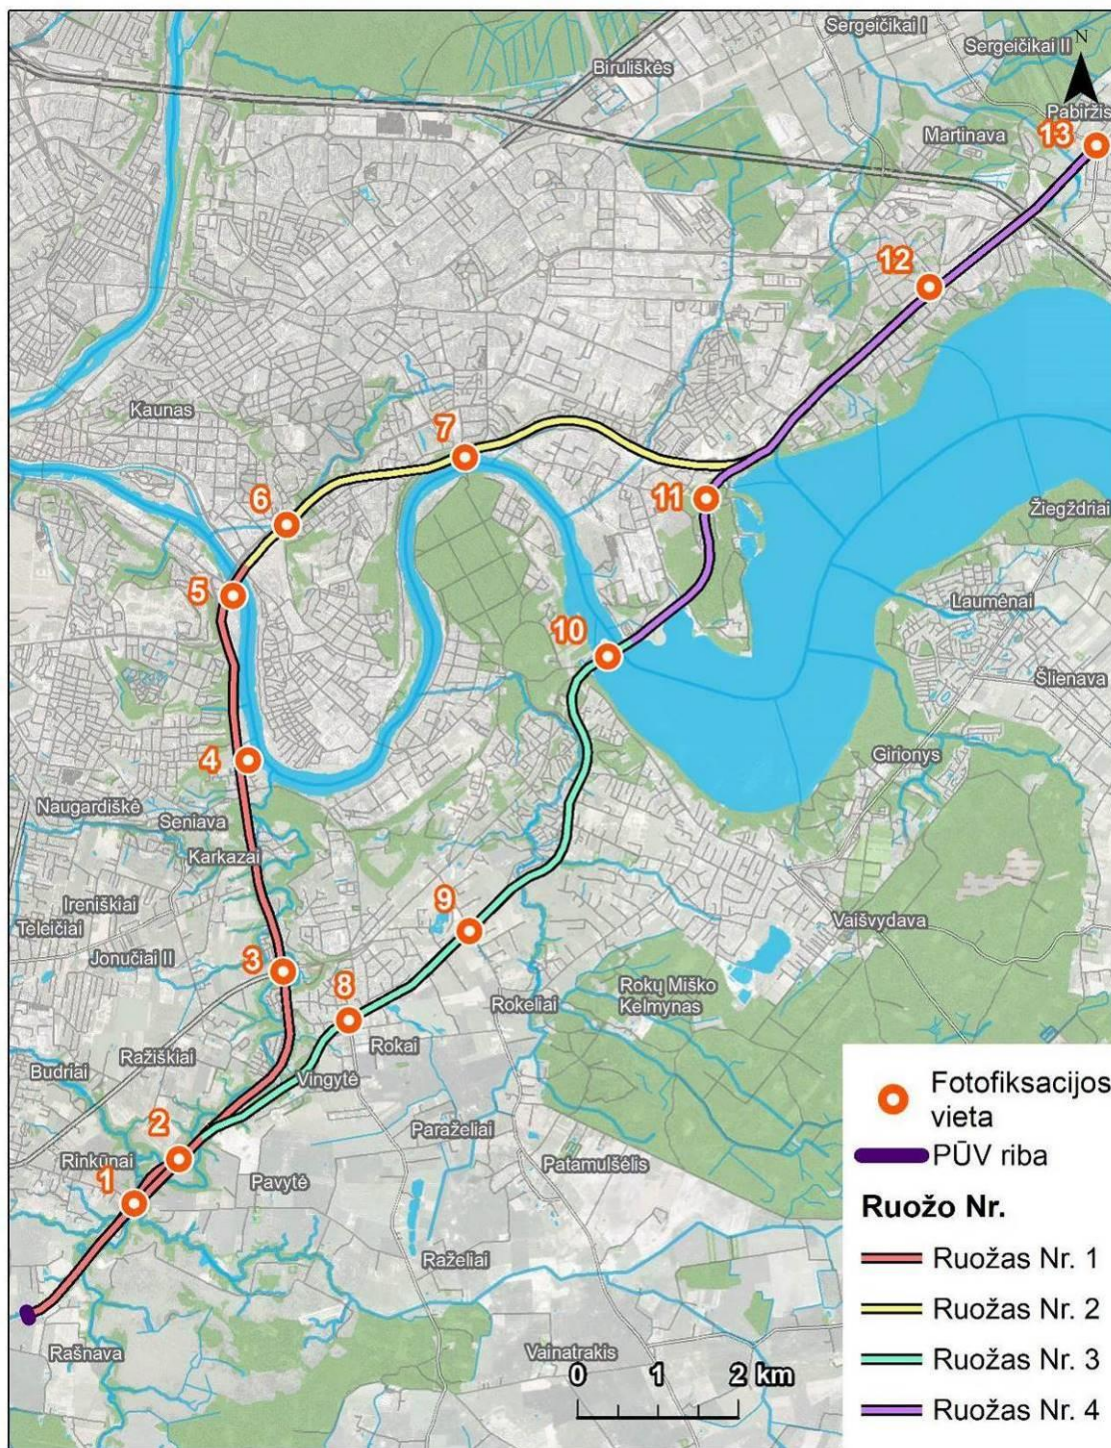 Sergeičikai I
Sergeičikai II
N
Biruliškės
Pabiržis
Martinava
13
12
Kaunas
7
11
6
Žiegždriai
5
Laumėnai
10
Šlienava
4
Girionys
Naugardiškė
Seniava
Karkazai
Ireniškiai
Teleičiai
9
Vaišvydava
Jonučiai II
3
Rokų Miško
Kelmynas
8
Rokeliai
Rokai
Ražiškiai
Budriai
Vingytė
Paraželiai
2
Rinkūnai
Patamulšėlis
Pavytė
1
Raželiai
Rašnava
Vainatrakis
0 1 2 km
Fotofiksacijos
vieta
PŪV riba
Ruožo Nr.
Ruožas Nr. 1
Ruožas Nr. 2
Ruožas Nr. 3
Ruožas Nr. 4